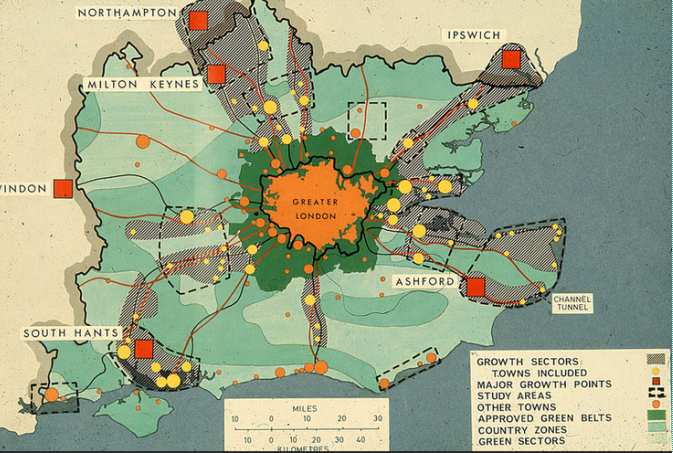 NORTHAMPTON
IPSWICH
MILTON KEYNES
WINDON
GREATER
LONDON
ASHFORD
CHANNEL
TUNNEL
SOUTH HANTS
MILES
10 0 10 20 30
10 0 10 20 30 40
KILOMETRES
GROWTH SECTORS
TOWNS INCLUDED
MAJOR GROWTH POINTS
STUDY AREAS
OTHER TOWNS
APPROVED GREEN BELTS
COUNTRY ZONES
GREEN SECTORS